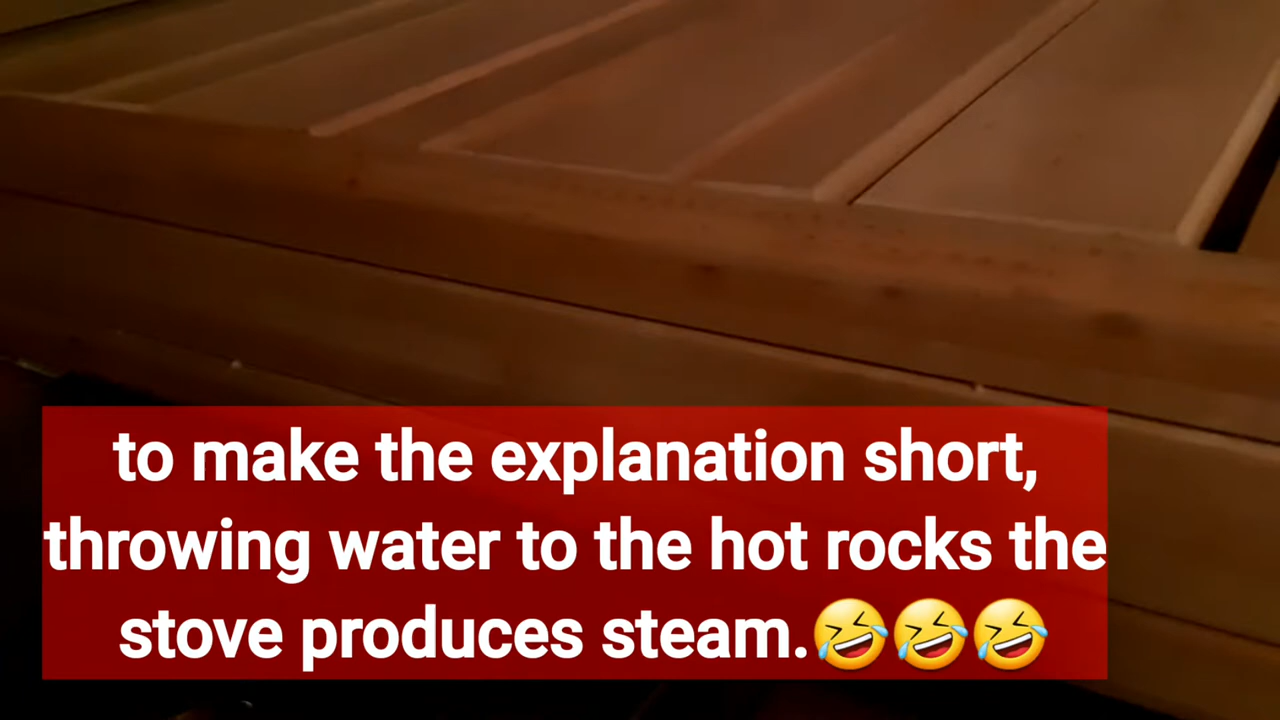 to make the explanation short,
throwing water to the hot rocks the
stove produces steam.🤣🤣🤣